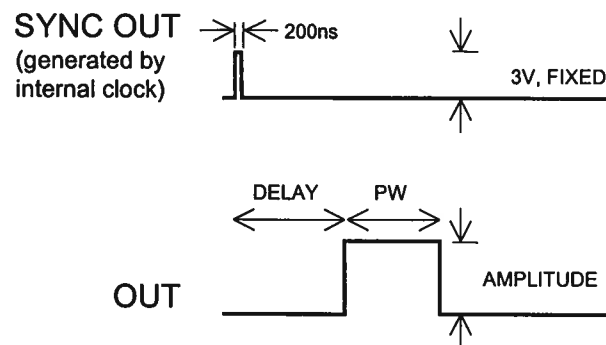 SYNC OUT
(generated by
internal clock)
200ns
3V, FIXED
DELAY
PW
OUT
AMPLITUDE